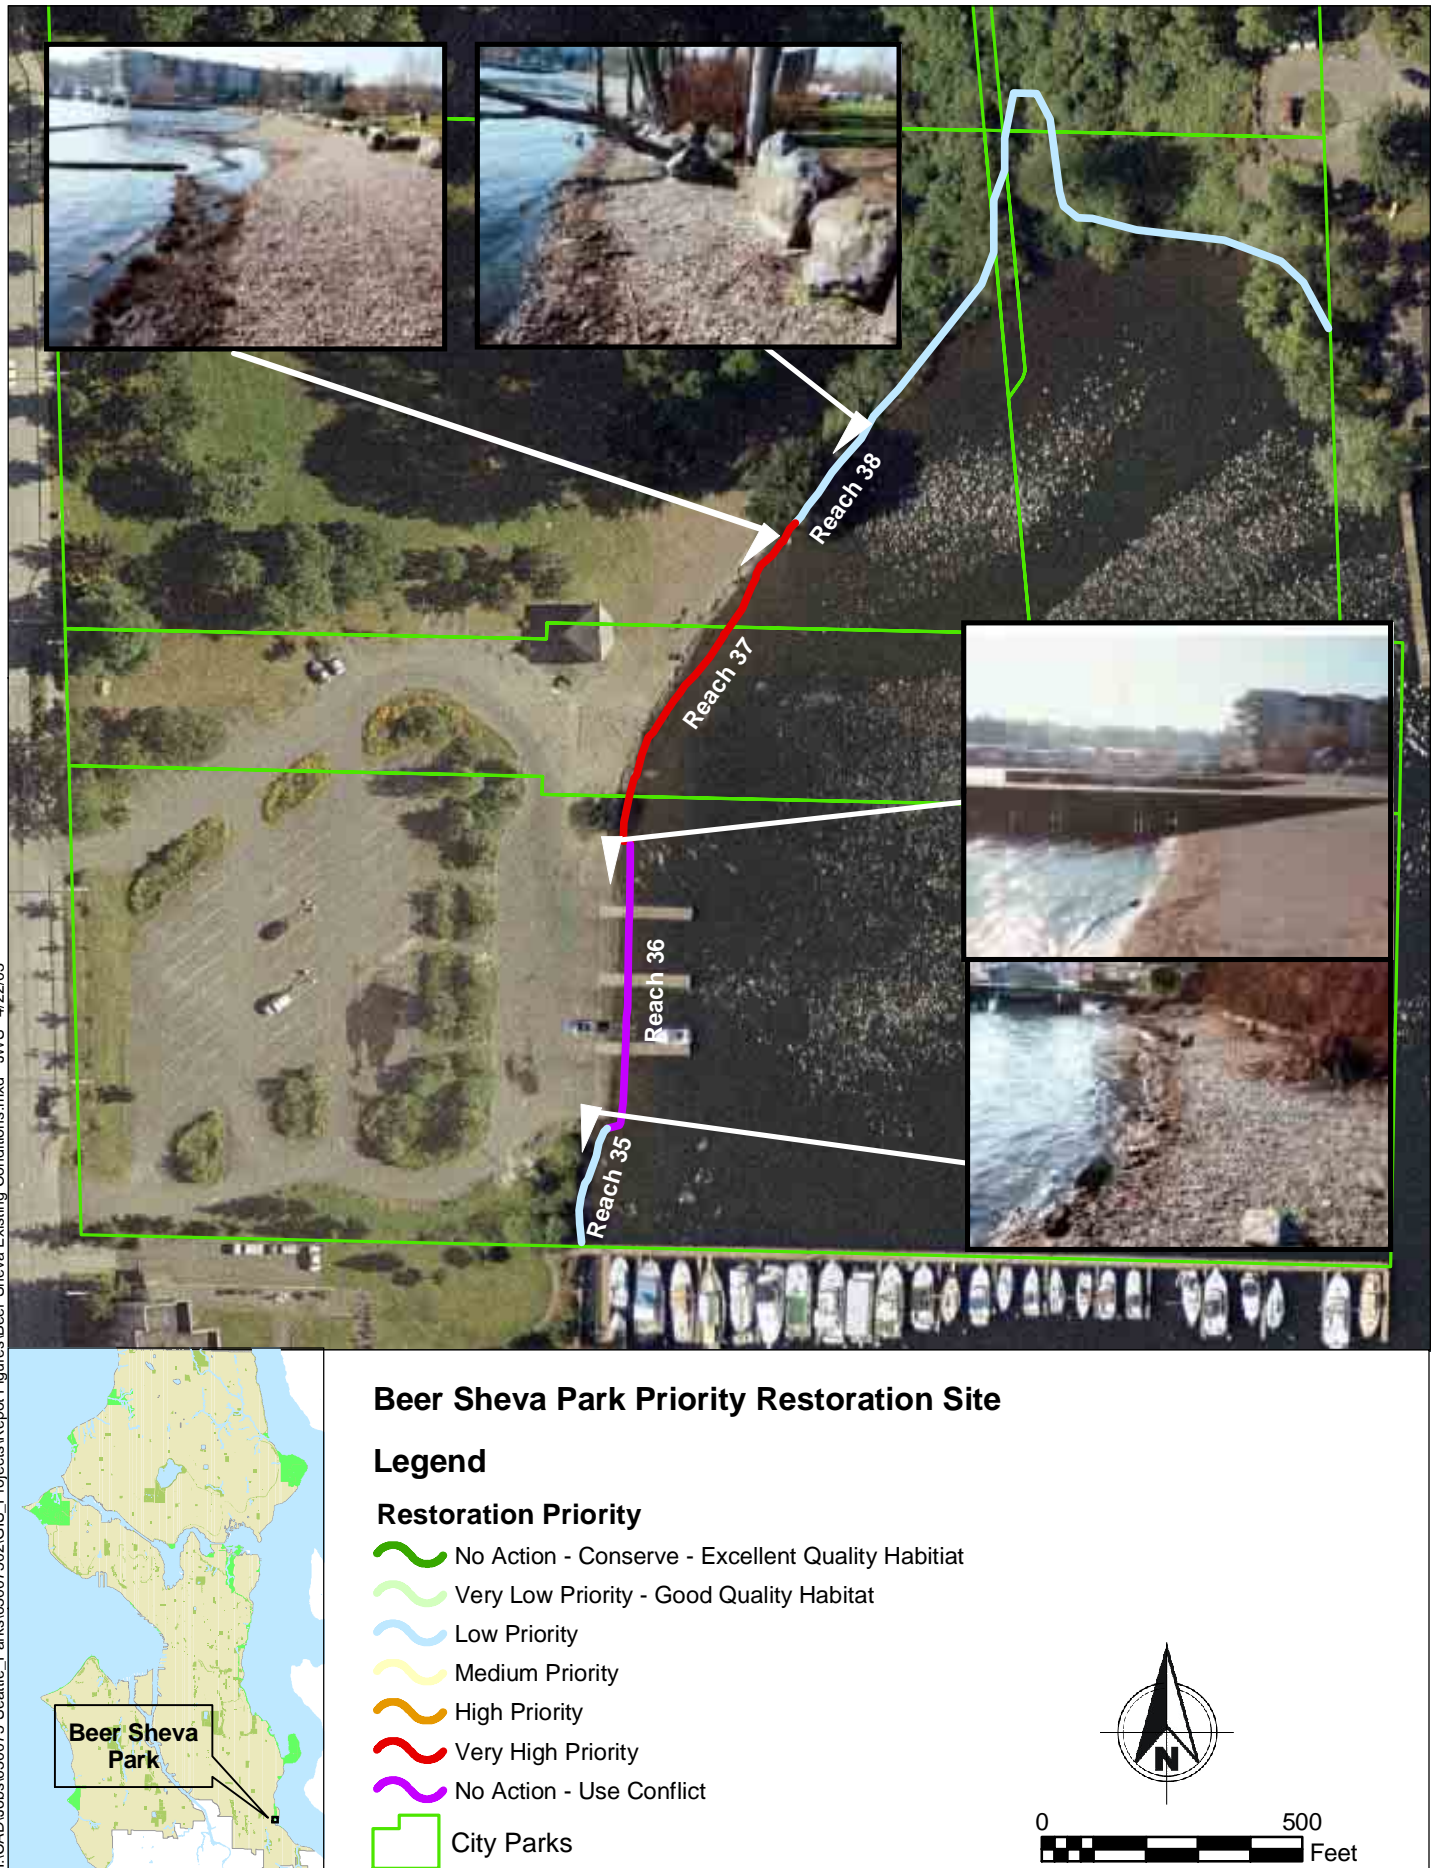 Reach 38
Reach 37
Reach 36
Reach 35
Beer Sheva Park Priority Restoration Site
Legend
Restoration Priority
No Action - Conserve - Excellent Quality Habitiat
Very Low Priority - Good Quality Habitat
Low Priority
Medium Priority
High Priority
Very High Priority
No Action - Use Conflict
City Parks
Beer Sheva
Park
N
0 500
Feet